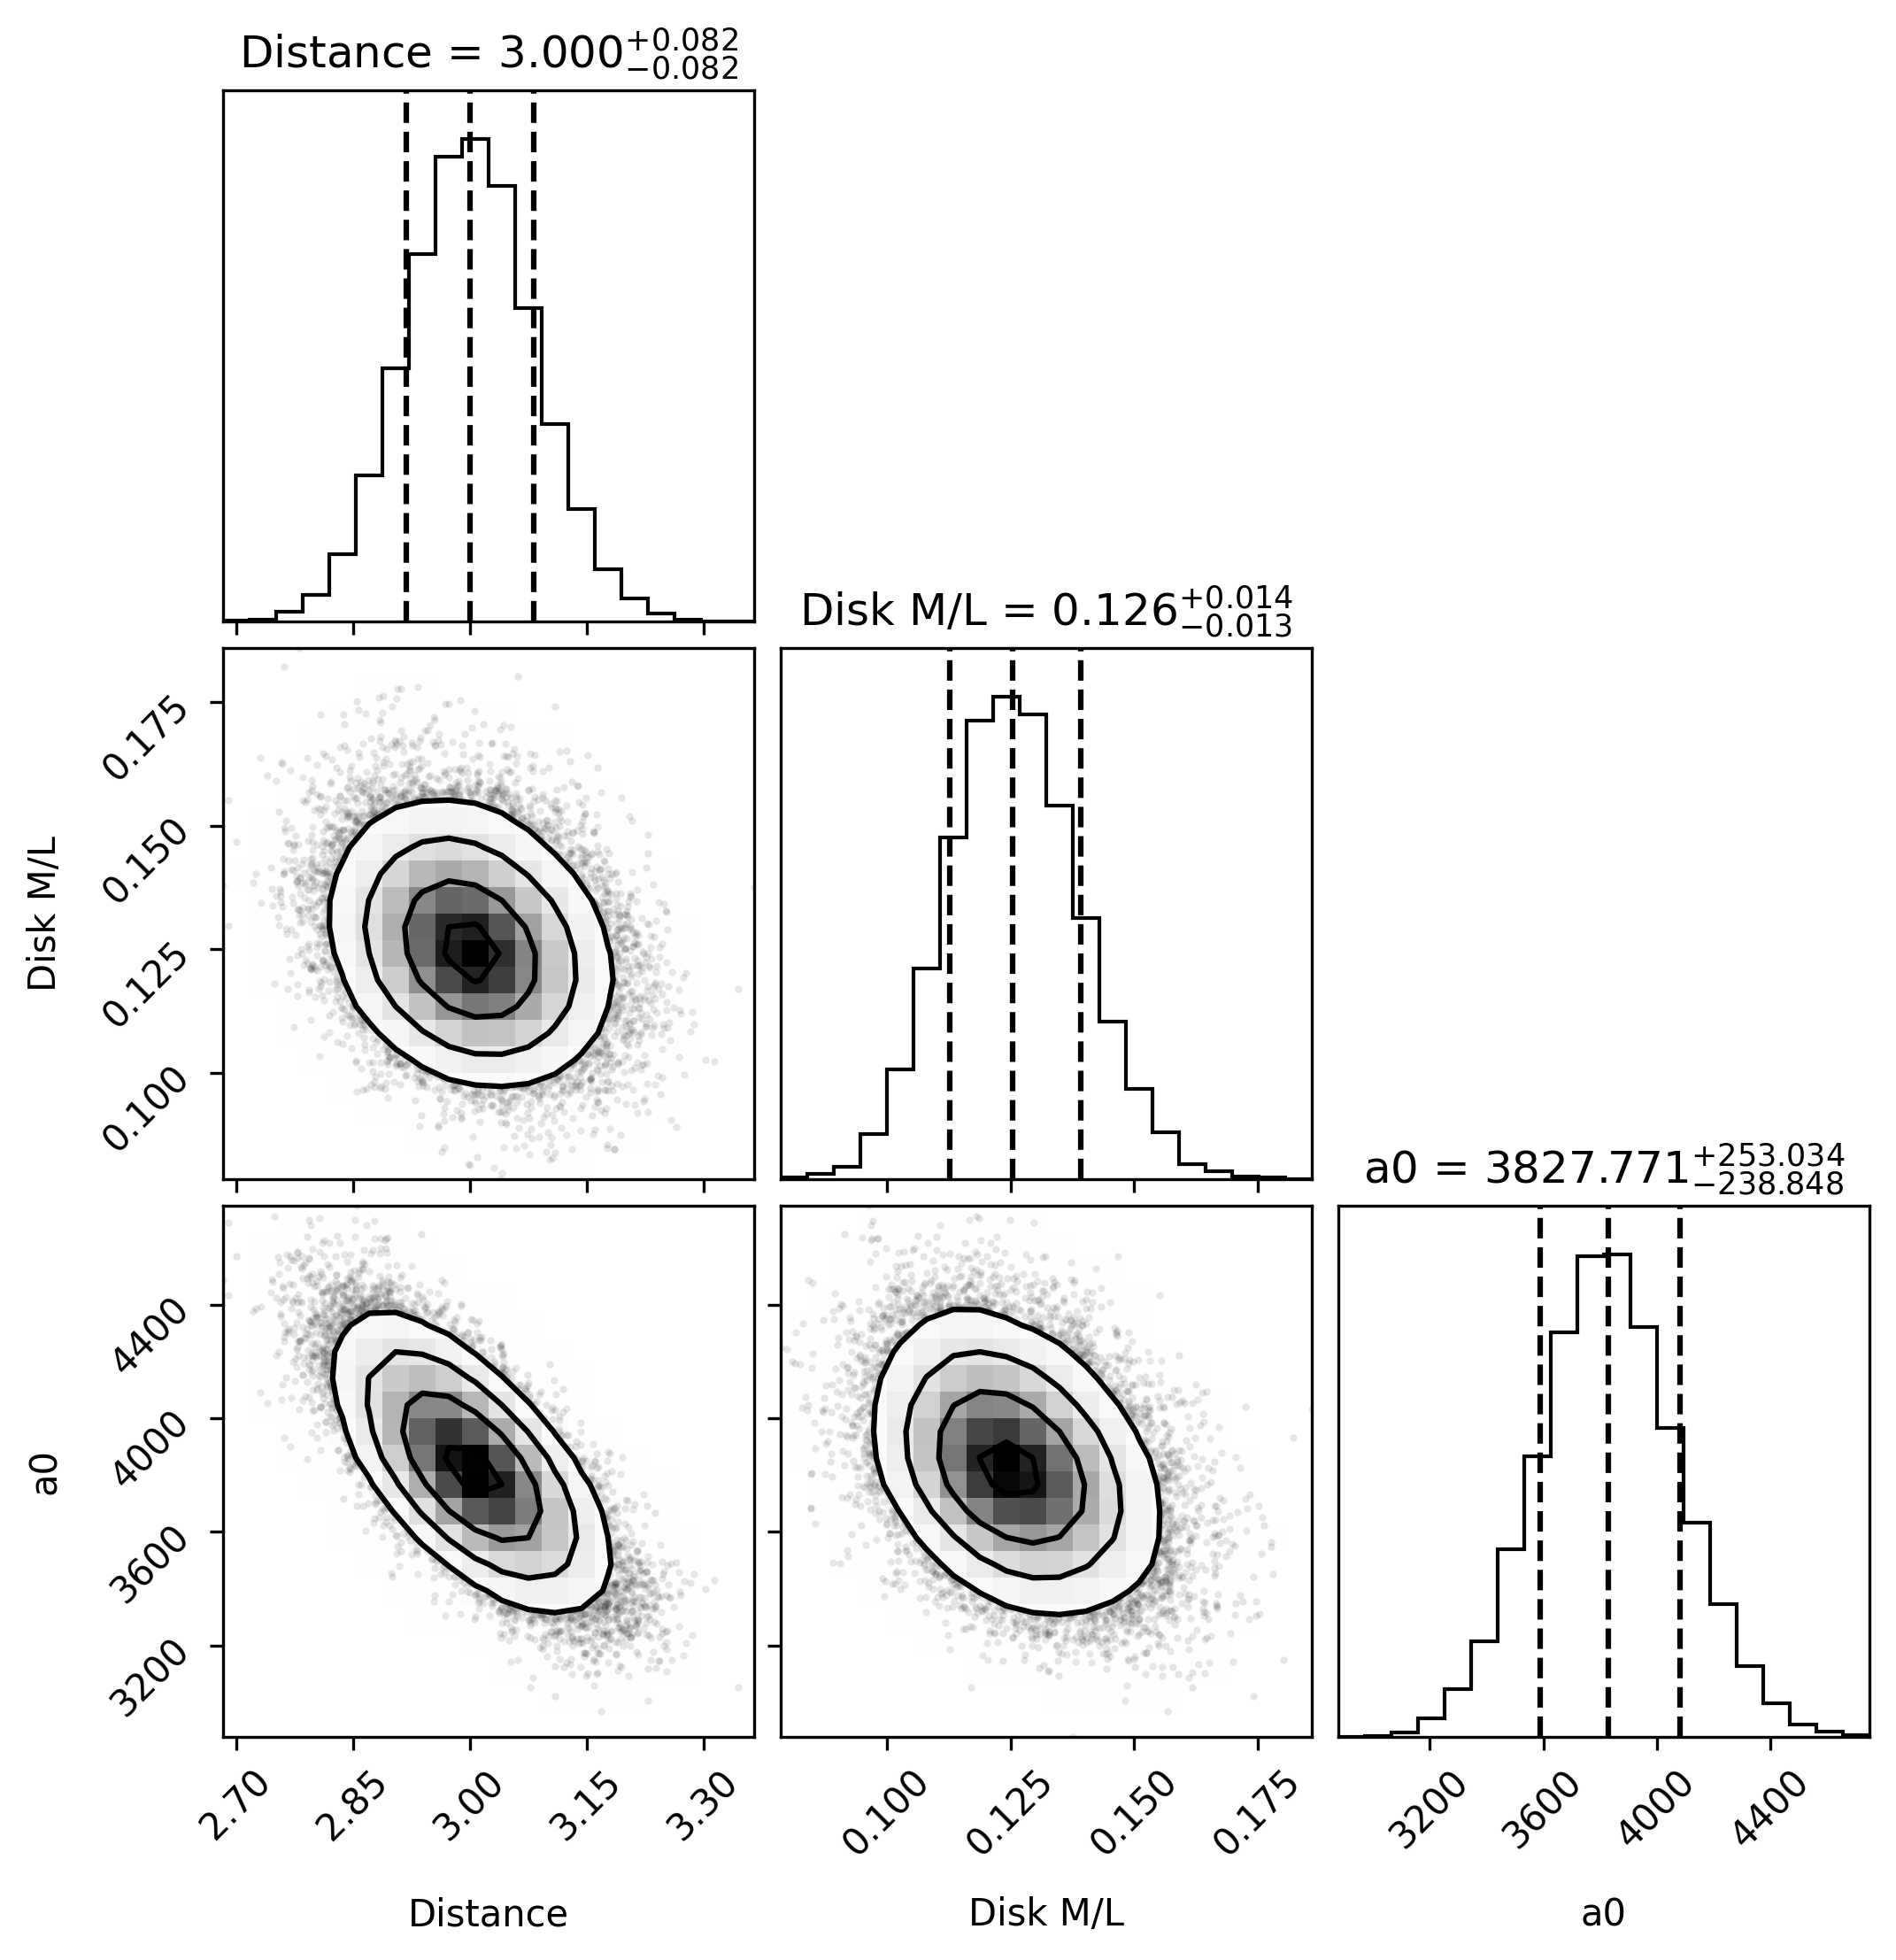 Distance = 3.000+0.082 −0.082
Disk M/L = 0.126+0.014 −0.013
0.175
0.150
0.125
0.100
Disk M/L
a0 = 3827.771+253.034 −238.848
4400
4000
3600
3200
a0
2.70 2.85 3.00 3.15 3.30
0.100 0.125 0.150 0.175
3200 3600 4000 4400
Distance
Disk M/L
a0